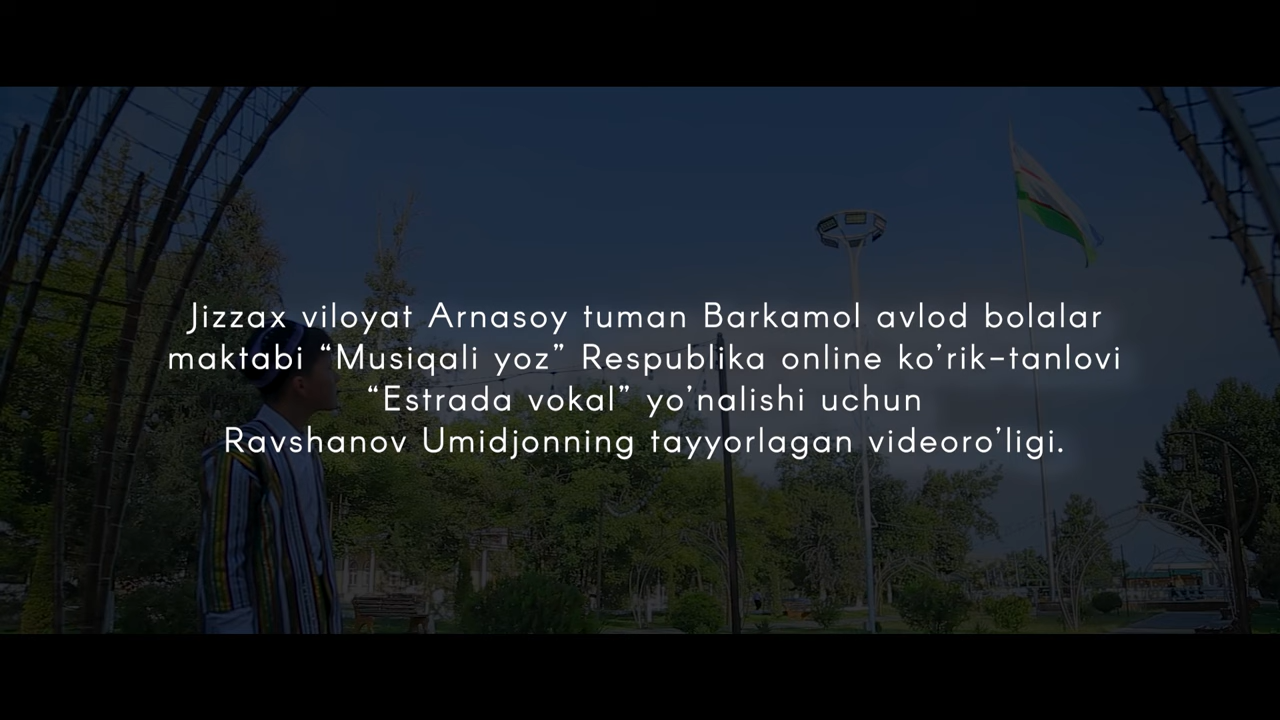 Jizzax viloyat Arnasoy tuman Barkamol avlod bolalar
maktabi “Musiqali yoz” Respublika online ko’rik-tanlovi
“Estrada vokal” yo’nalishi uchun
Ravshanov Umidjonning tayyorlagan videoro’ligi.